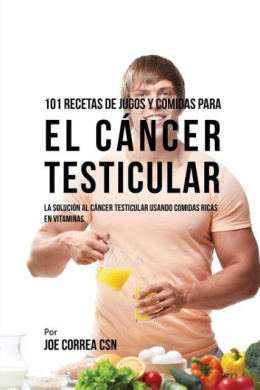 101 RECETAS DE JUGOS Y COMIDAS PARA
EL CÁNCER
TESTICULAR
LA SOLUCIÓN AL CÁNCER TESTICULAR USANDO COMIDAS RICAS
EN VITAMINAS
Por
JOE CORREA CSN